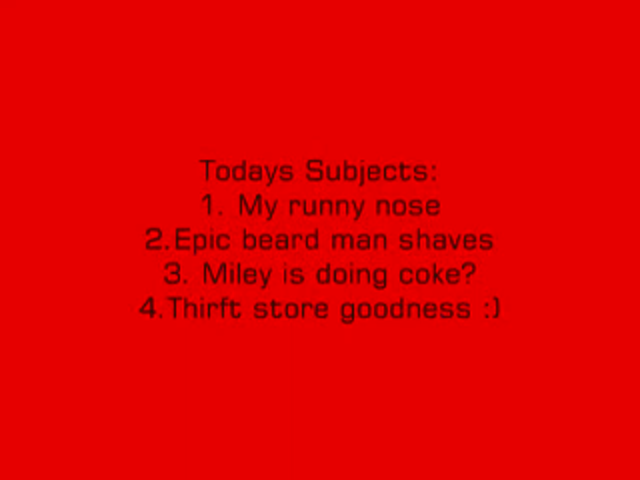 Todays Subjects:
1. My runny nose
2.Epic beard man shaves
3. Miley is doing coke?
4.Thirft store goodness :)